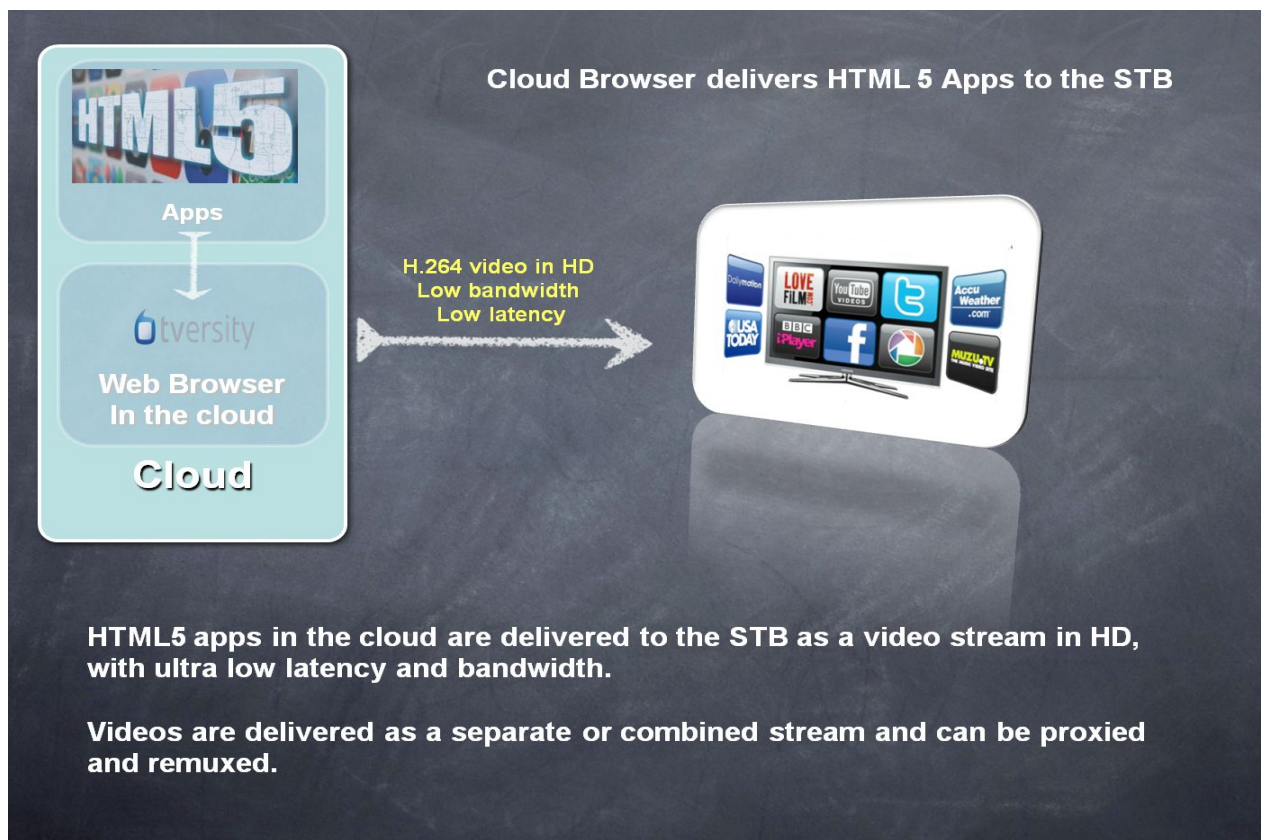 Cloud Browser delivers HTML 5 Apps to the STB
HTML5
Apps
tversity
Web Browser
In the cloud
Cloud
H.264 video in HD
Low bandwidth
Low latency
Dailymotion
LOVE
FiLM
You Tube
VIDEOS
Accu
Weather
.com
USA
TODAY
BBC
iPlayer
f
MUZU.TV
HTML5 apps in the cloud are delivered to the STB as a video stream in HD,
with ultra low latency and bandwidth.
Videos are delivered as a separate or combined stream and can be proxied
and remuxed.